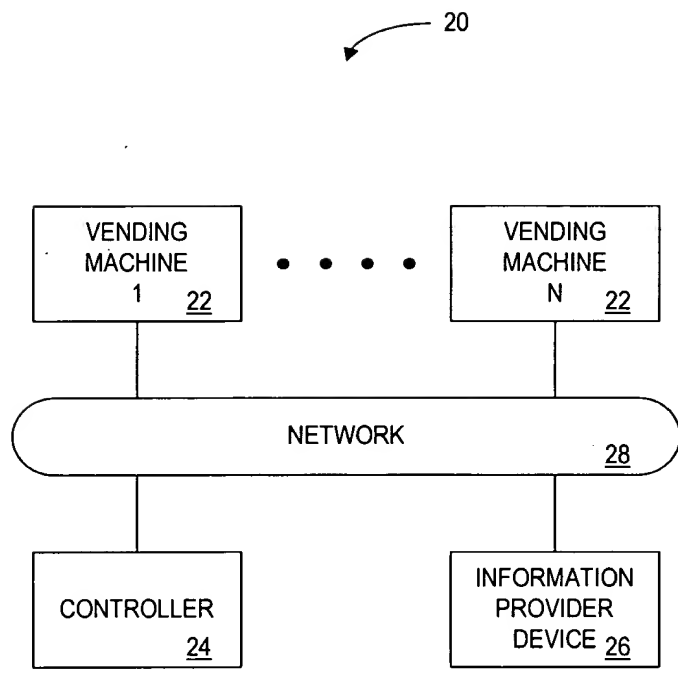 20
VENDING
MACHINE
1 22
VENDING
MACHINE
N 22
NETWORK
28
CONTROLLER
24
INFORMATION
PROVIDER
DEVICE 26